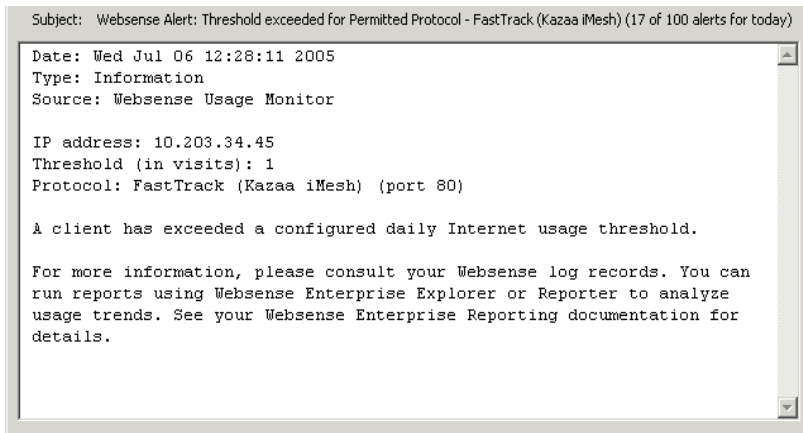 Subject: Websense Alert: Threshold exceeded for Permitted Protocol - FastTrack (Kazaa iMesh) (17 of 100 alerts for today)
Date: Wed Jul 06 12:28:11 2005
Type: Information
Source: Websense Usage Monitor
IP address: 10.203.34.45
Threshold (in visits): 1
Protocol: FastTrack (Kazaa iMesh) (port 80)
A client has exceeded a configured daily Internet usage threshold.
For more information, please consult your Websense log records. You can
run reports using Websense Enterprise Explorer or Reporter to analyze
usage trends. See your Websense Enterprise Reporting documentation for
details.